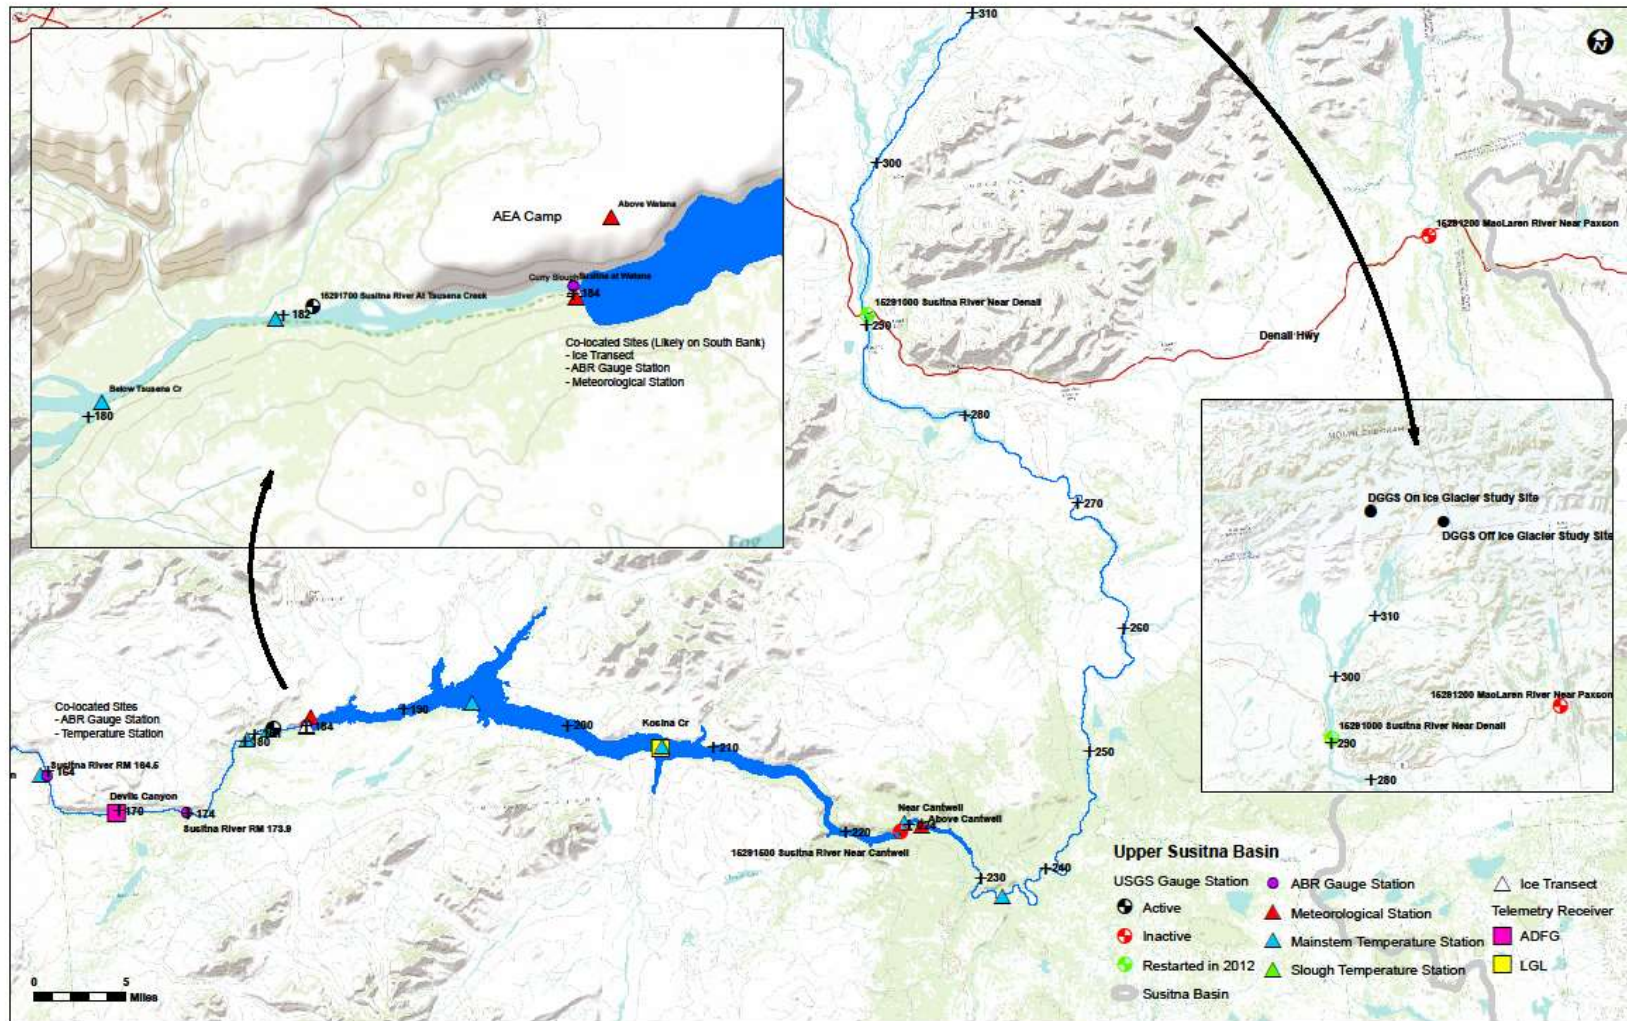 310
Tsusena Cr
AEA Camp
Above Watana
Curry Slough
Susitna at Watana
184
15291700 Susitna River At Tsusena Creek
182
Co-located Sites (Likely on South Bank)
- Ice Transect
- ABR Gauge Station
- Meteorological Station
Below Tsusena Cr
180
Fog
300
15291200 MacLaren River Near Paxson
15291000 Susitna River Near Denali
290
Denali Hwy
280
270
260
250
240
230
DGGS On Ice Glacier Study Site
DGGS Off Ice Glacier Study Site
310
300
15291200 MacLaren River Near Paxson
15291000 Susitna River Near Denali
290
280
Co-located Sites
- ABR Gauge Station
- Temperature Station
164
Susitna River RM 164.5
Devils Canyon
170
174
Susitna River RM 173.9
180
184
190
200
Kosina Cr
210
220
Near Cantwell
Above Cantwell
224
15291500 Susitna River Near Cantwell
0 5
Miles
Upper Susitna Basin
USGS Gauge Station
Active
Inactive
Restarted in 2012
Susitna Basin
ABR Gauge Station
Meteorological Station
Mainstem Temperature Station
Slough Temperature Station
Ice Transect
Telemetry Receiver
ADFG
LGL
N